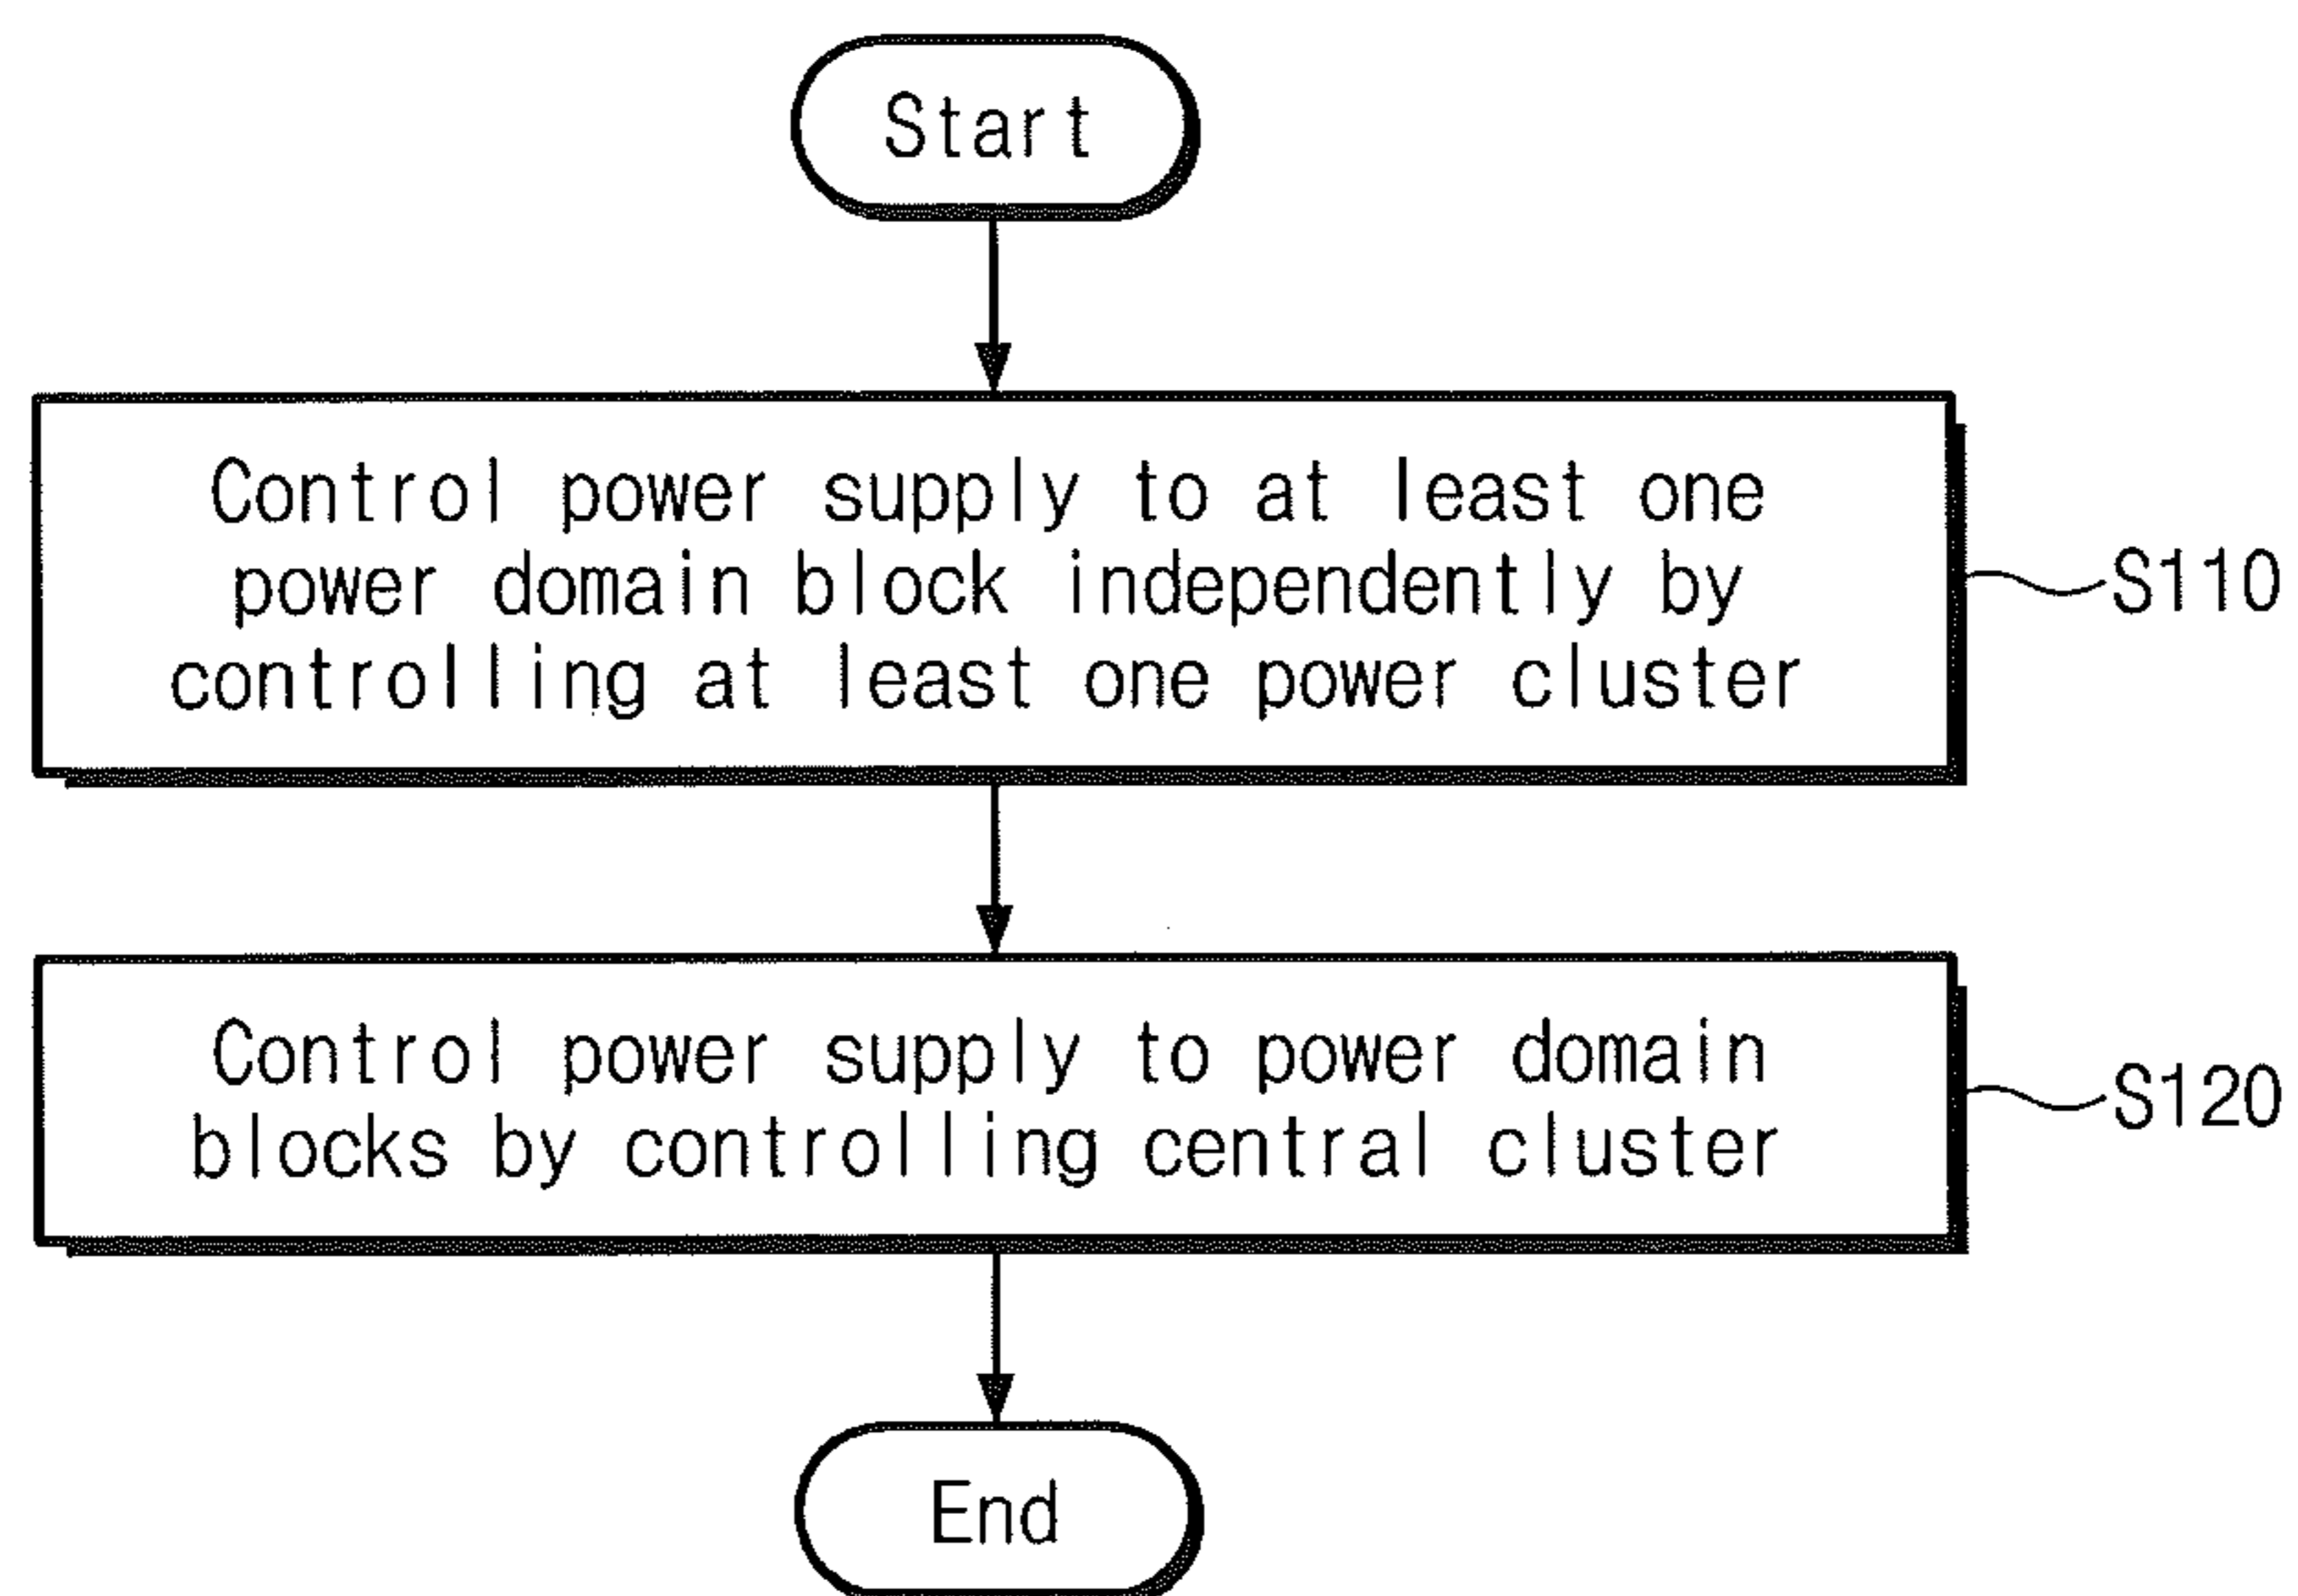 Start
Control power supply to at least one
power domain block independently by
controlling at least one power cluster
S110
Control power supply to power domain
blocks by controlling central cluster
S120
End